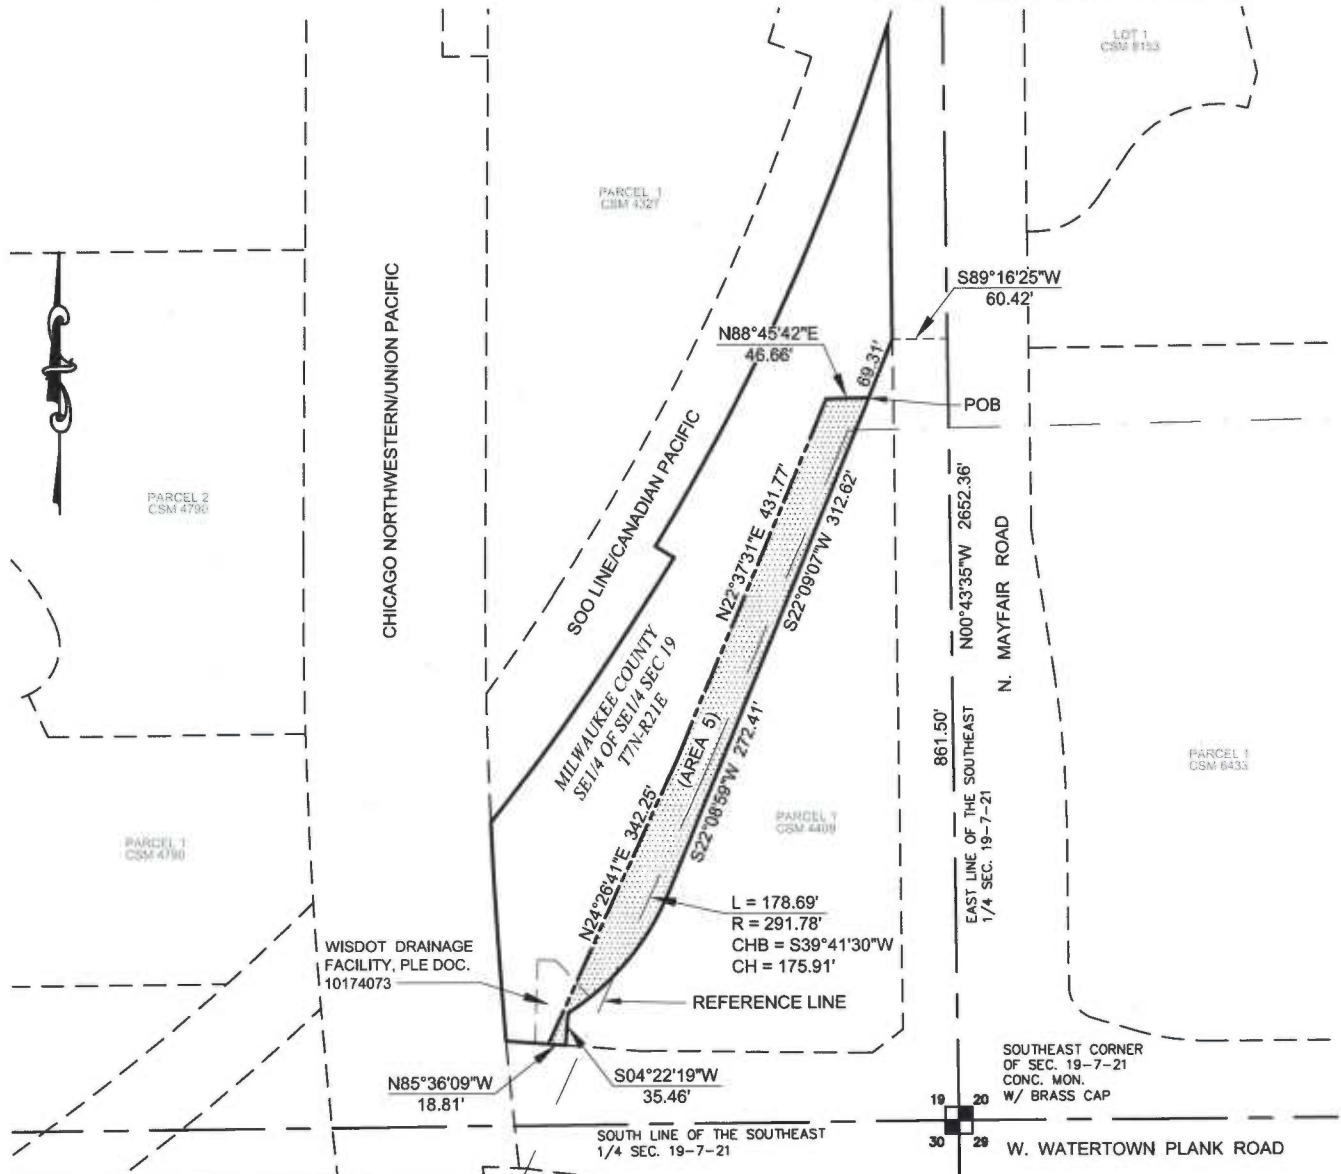 LOT 1
CSM 8153
PARCEL 1
CSM 4327
S89°16'25"W
60.42'
N88°45'42"E
46.66'
69.31'
POB
CHICAGO NORTHWESTERN/UNION PACIFIC
SOO LINE/CANADIAN PACIFIC
PARCEL 2
CSM 4790
N22°37'31"E 431.77'
S22°09'07"W 312.62'
N00°43'35"W 2652.36'
N. MAYFAIR ROAD
MILWAUKEE COUNTY
SE1/4 OF SE1/4 SEC 19
T7N-R21E
(AREA 5)
S22°08'59"W 272.41'
861.50'
EAST LINE OF THE SOUTHEAST
1/4 SEC. 19-7-21
PARCEL 1
CSM 6433
PARCEL 1
CSM 4409
PARCEL 1
CSM 4790
N24°26'41"E 342.25'
L = 178.69'
R = 291.78'
CHB = S39°41'30"W
CH = 175.91'
WISDOT DRAINAGE
FACILITY, PLE DOC.
10174073
REFERENCE LINE
N85°36'09"W
18.81'
S04°22'19"W
35.46'
SOUTHEAST CORNER
OF SEC. 19-7-21
CONC. MON.
W/ BRASS CAP
19 20
30 29
SOUTH LINE OF THE SOUTHEAST
1/4 SEC. 19-7-21
W. WATERTOWN PLANK ROAD